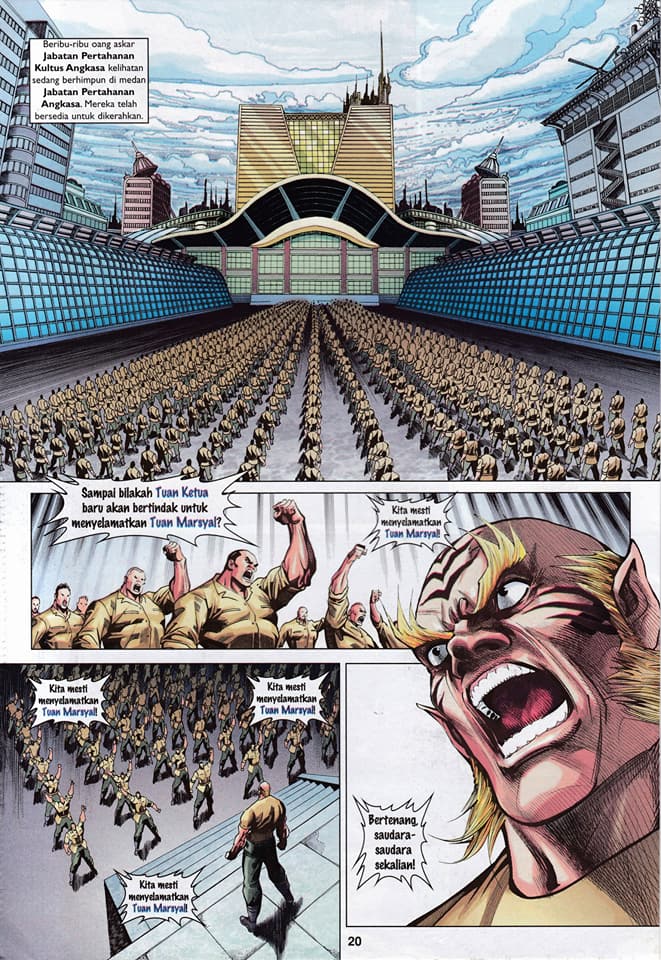 Beribu-ribu oang askar
Jabatan Pertahanan
Kultus Angkasa kelihatan
sedang berhimpun di medan
Jabatan Pertahanan
Angkasa. Mereka telah
bersedia untuk dikerahkan.
Sampai bilakah Tuan Ketua
baru akan bertindak untuk
menyelamatkan Tuan Marsyal?
Kita mesti
menyelamatkan
Tuan Marsyal!
Kita mesti
menyelamatkan
Tuan Marsyal!
Kita mesti
menyelamatkan
Tuan Marsyal!
Kita mesti
menyelamatkan
Tuan Marsyal!
Bertenang,
saudara-
saudara
sekalian!
20